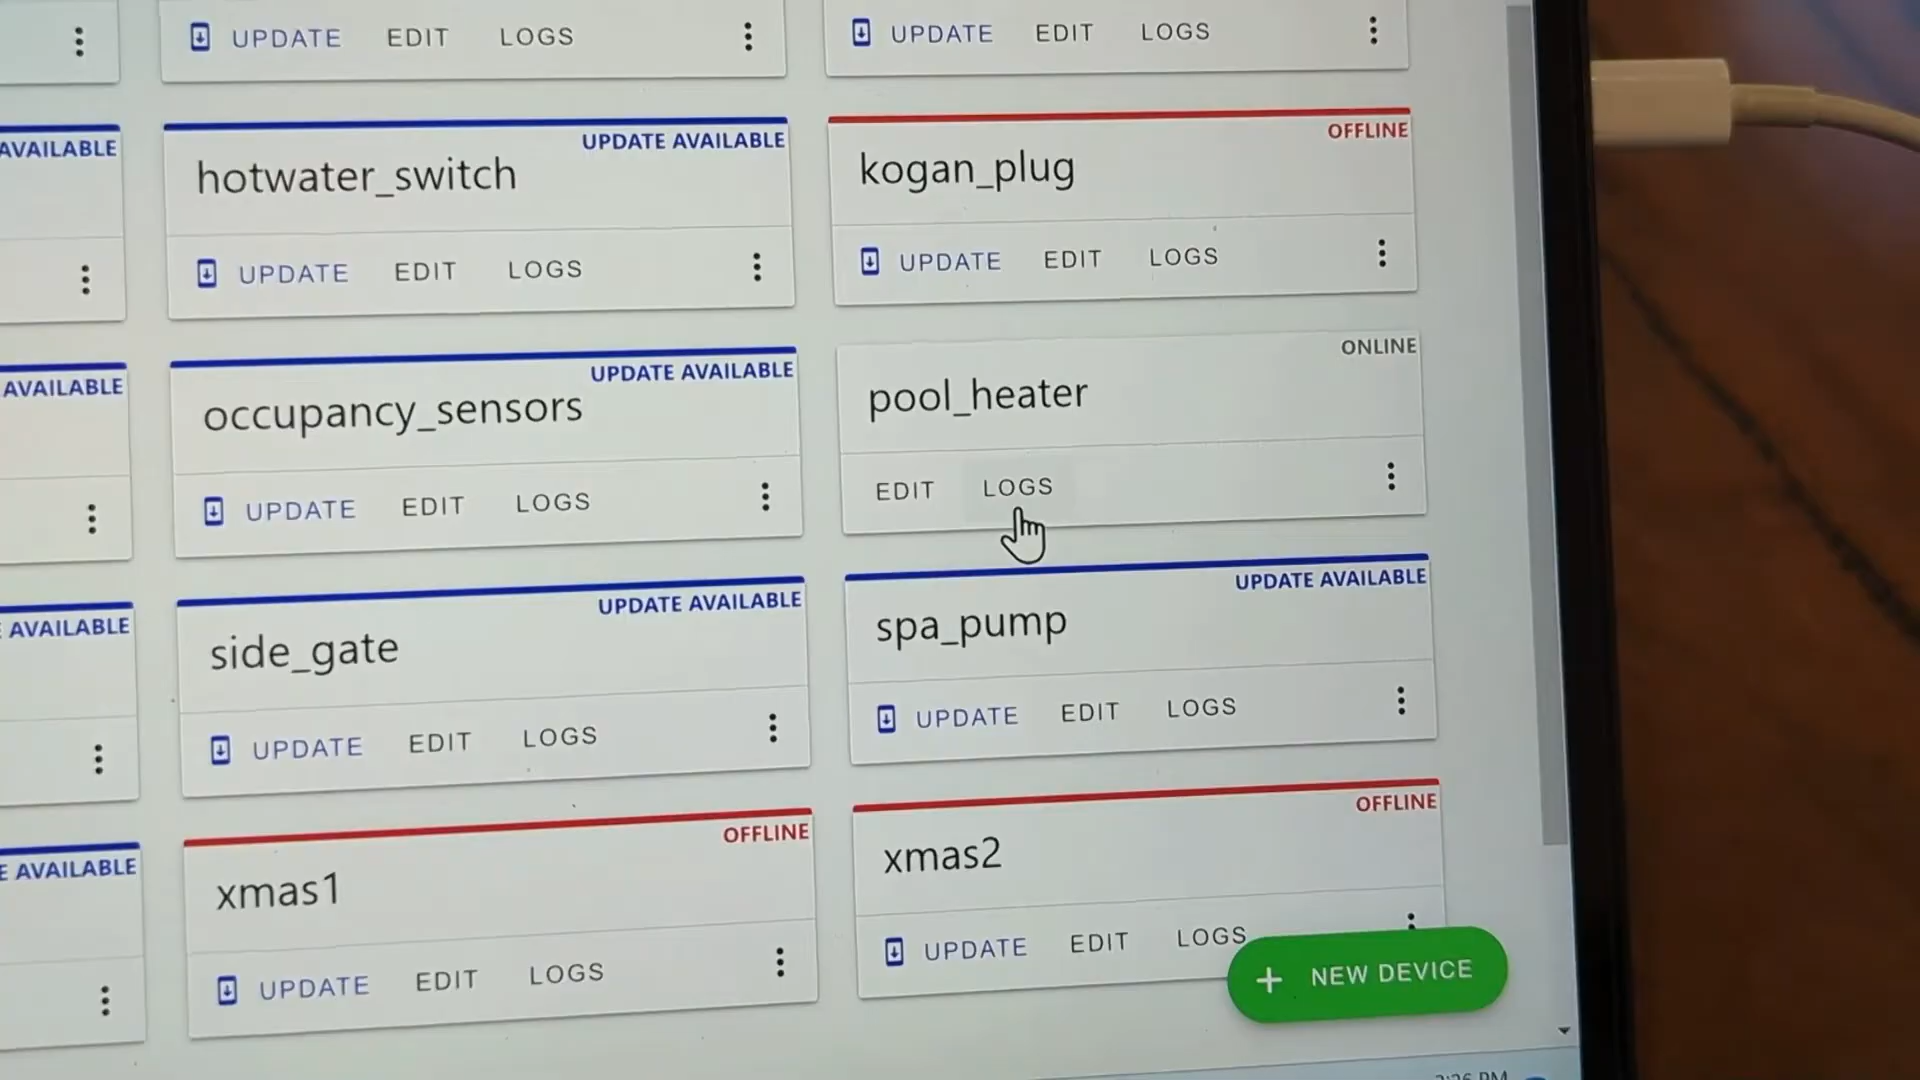 UPDATE EDIT LOGS
UPDATE EDIT LOGS
AVAILABLE
UPDATE AVAILABLE
hotwater_switch
UPDATE EDIT LOGS
OFFLINE
kogan_plug
UPDATE EDIT LOGS
AVAILABLE
UPDATE AVAILABLE
occupancy_sensors
UPDATE EDIT LOGS
ONLINE
pool_heater
EDIT LOGS
AVAILABLE
UPDATE AVAILABLE
side_gate
UPDATE EDIT LOGS
UPDATE AVAILABLE
spa_pump
UPDATE EDIT LOGS
AVAILABLE
OFFLINE
xmas1
UPDATE EDIT LOGS
OFFLINE
xmas2
UPDATE EDIT LOGS
+ NEW DEVICE